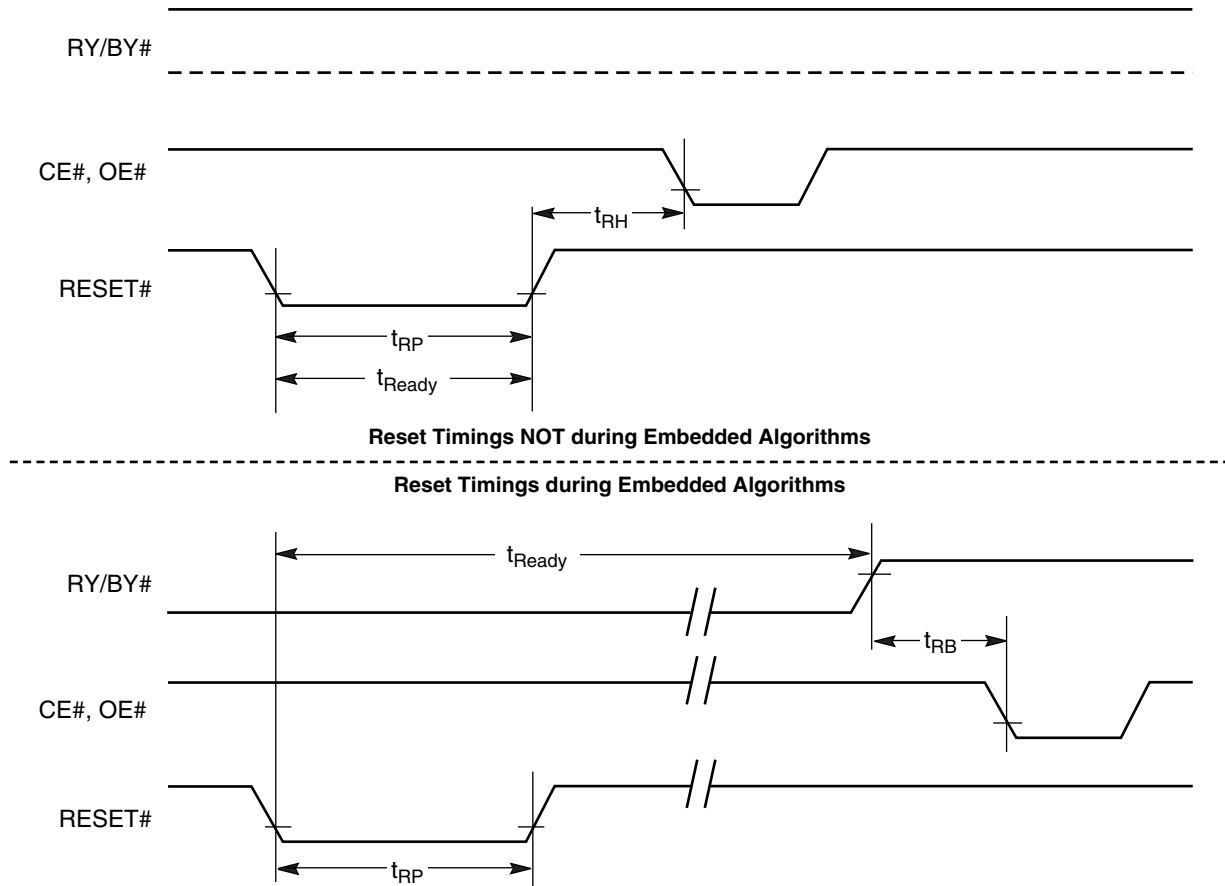 RY/BY#
CE#, OE#
tRH
RESET#
tRP
tReady
Reset Timings NOT during Embedded Algorithms
Reset Timings during Embedded Algorithms
tReady
RY/BY#
tRB
CE#, OE#
RESET#
tRP